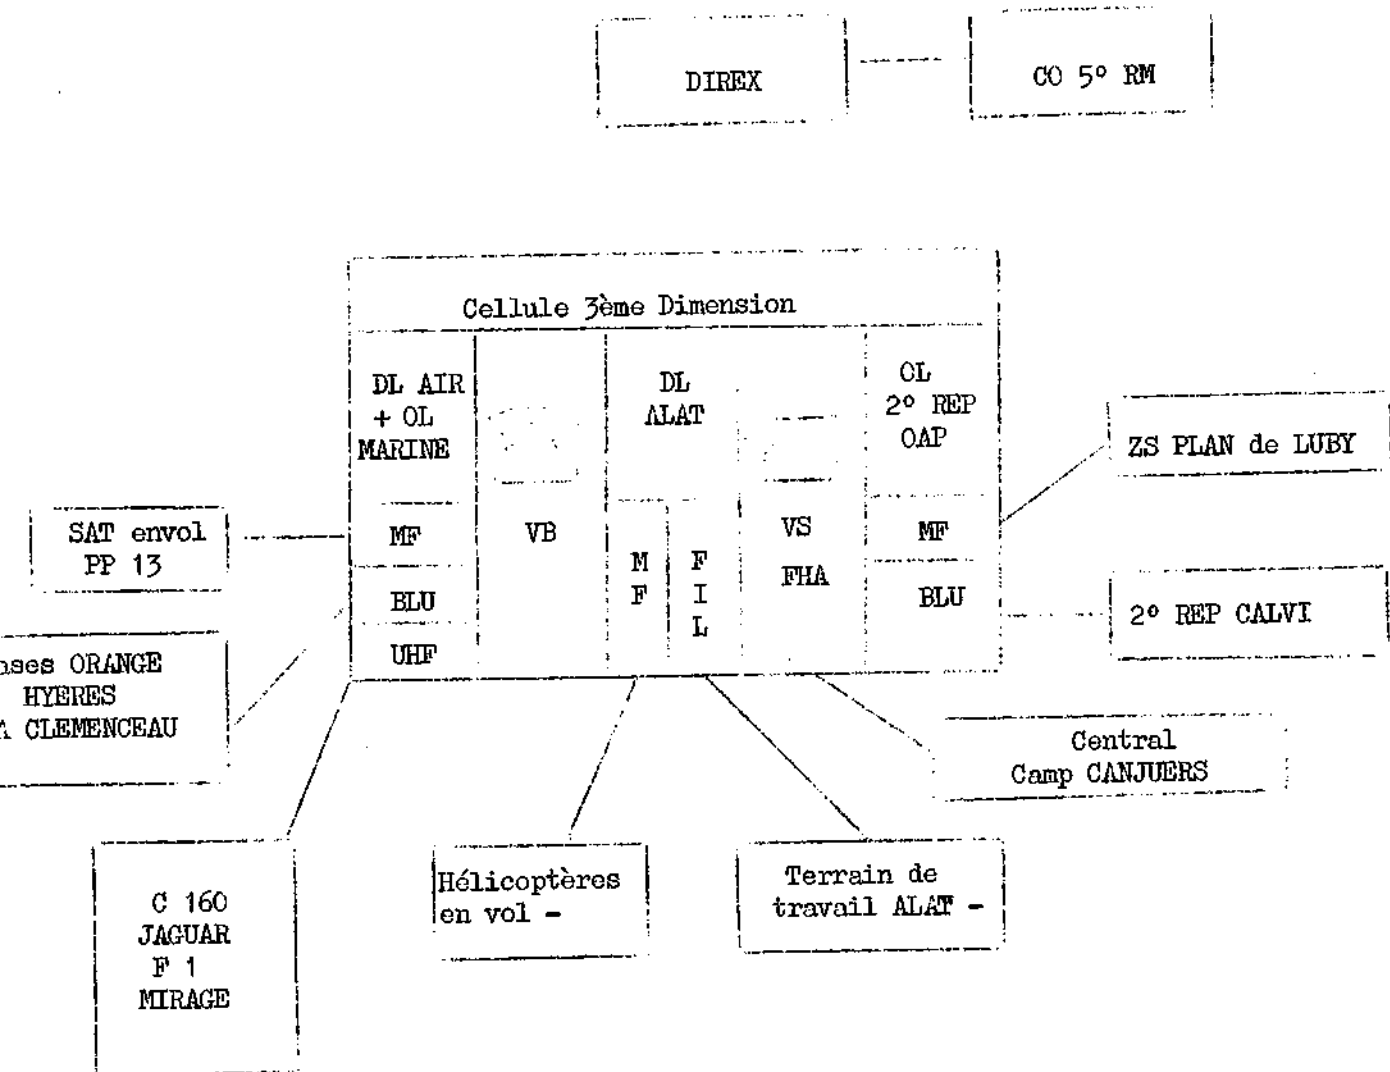 DIREX
CO 5° RM
Cellule 3ème Dimension
DL AIR
+ OL
MARINE
MF
BLU
UHF
VB
DL
ALAT
M
F
F
I
L
VS
FHA
OL
2° REP
OAP
MF
BLU
SAT envol
PP 13
ORANGE
HYERES
CLEMENCEAU
ZS PLAN de LUBY
2° REP CALVI
Central
Camp CANJUERS
C 160
JAGUAR
F 1
MIRAGE
Hélicoptères
en vol -
Terrain de
travail ALAT -